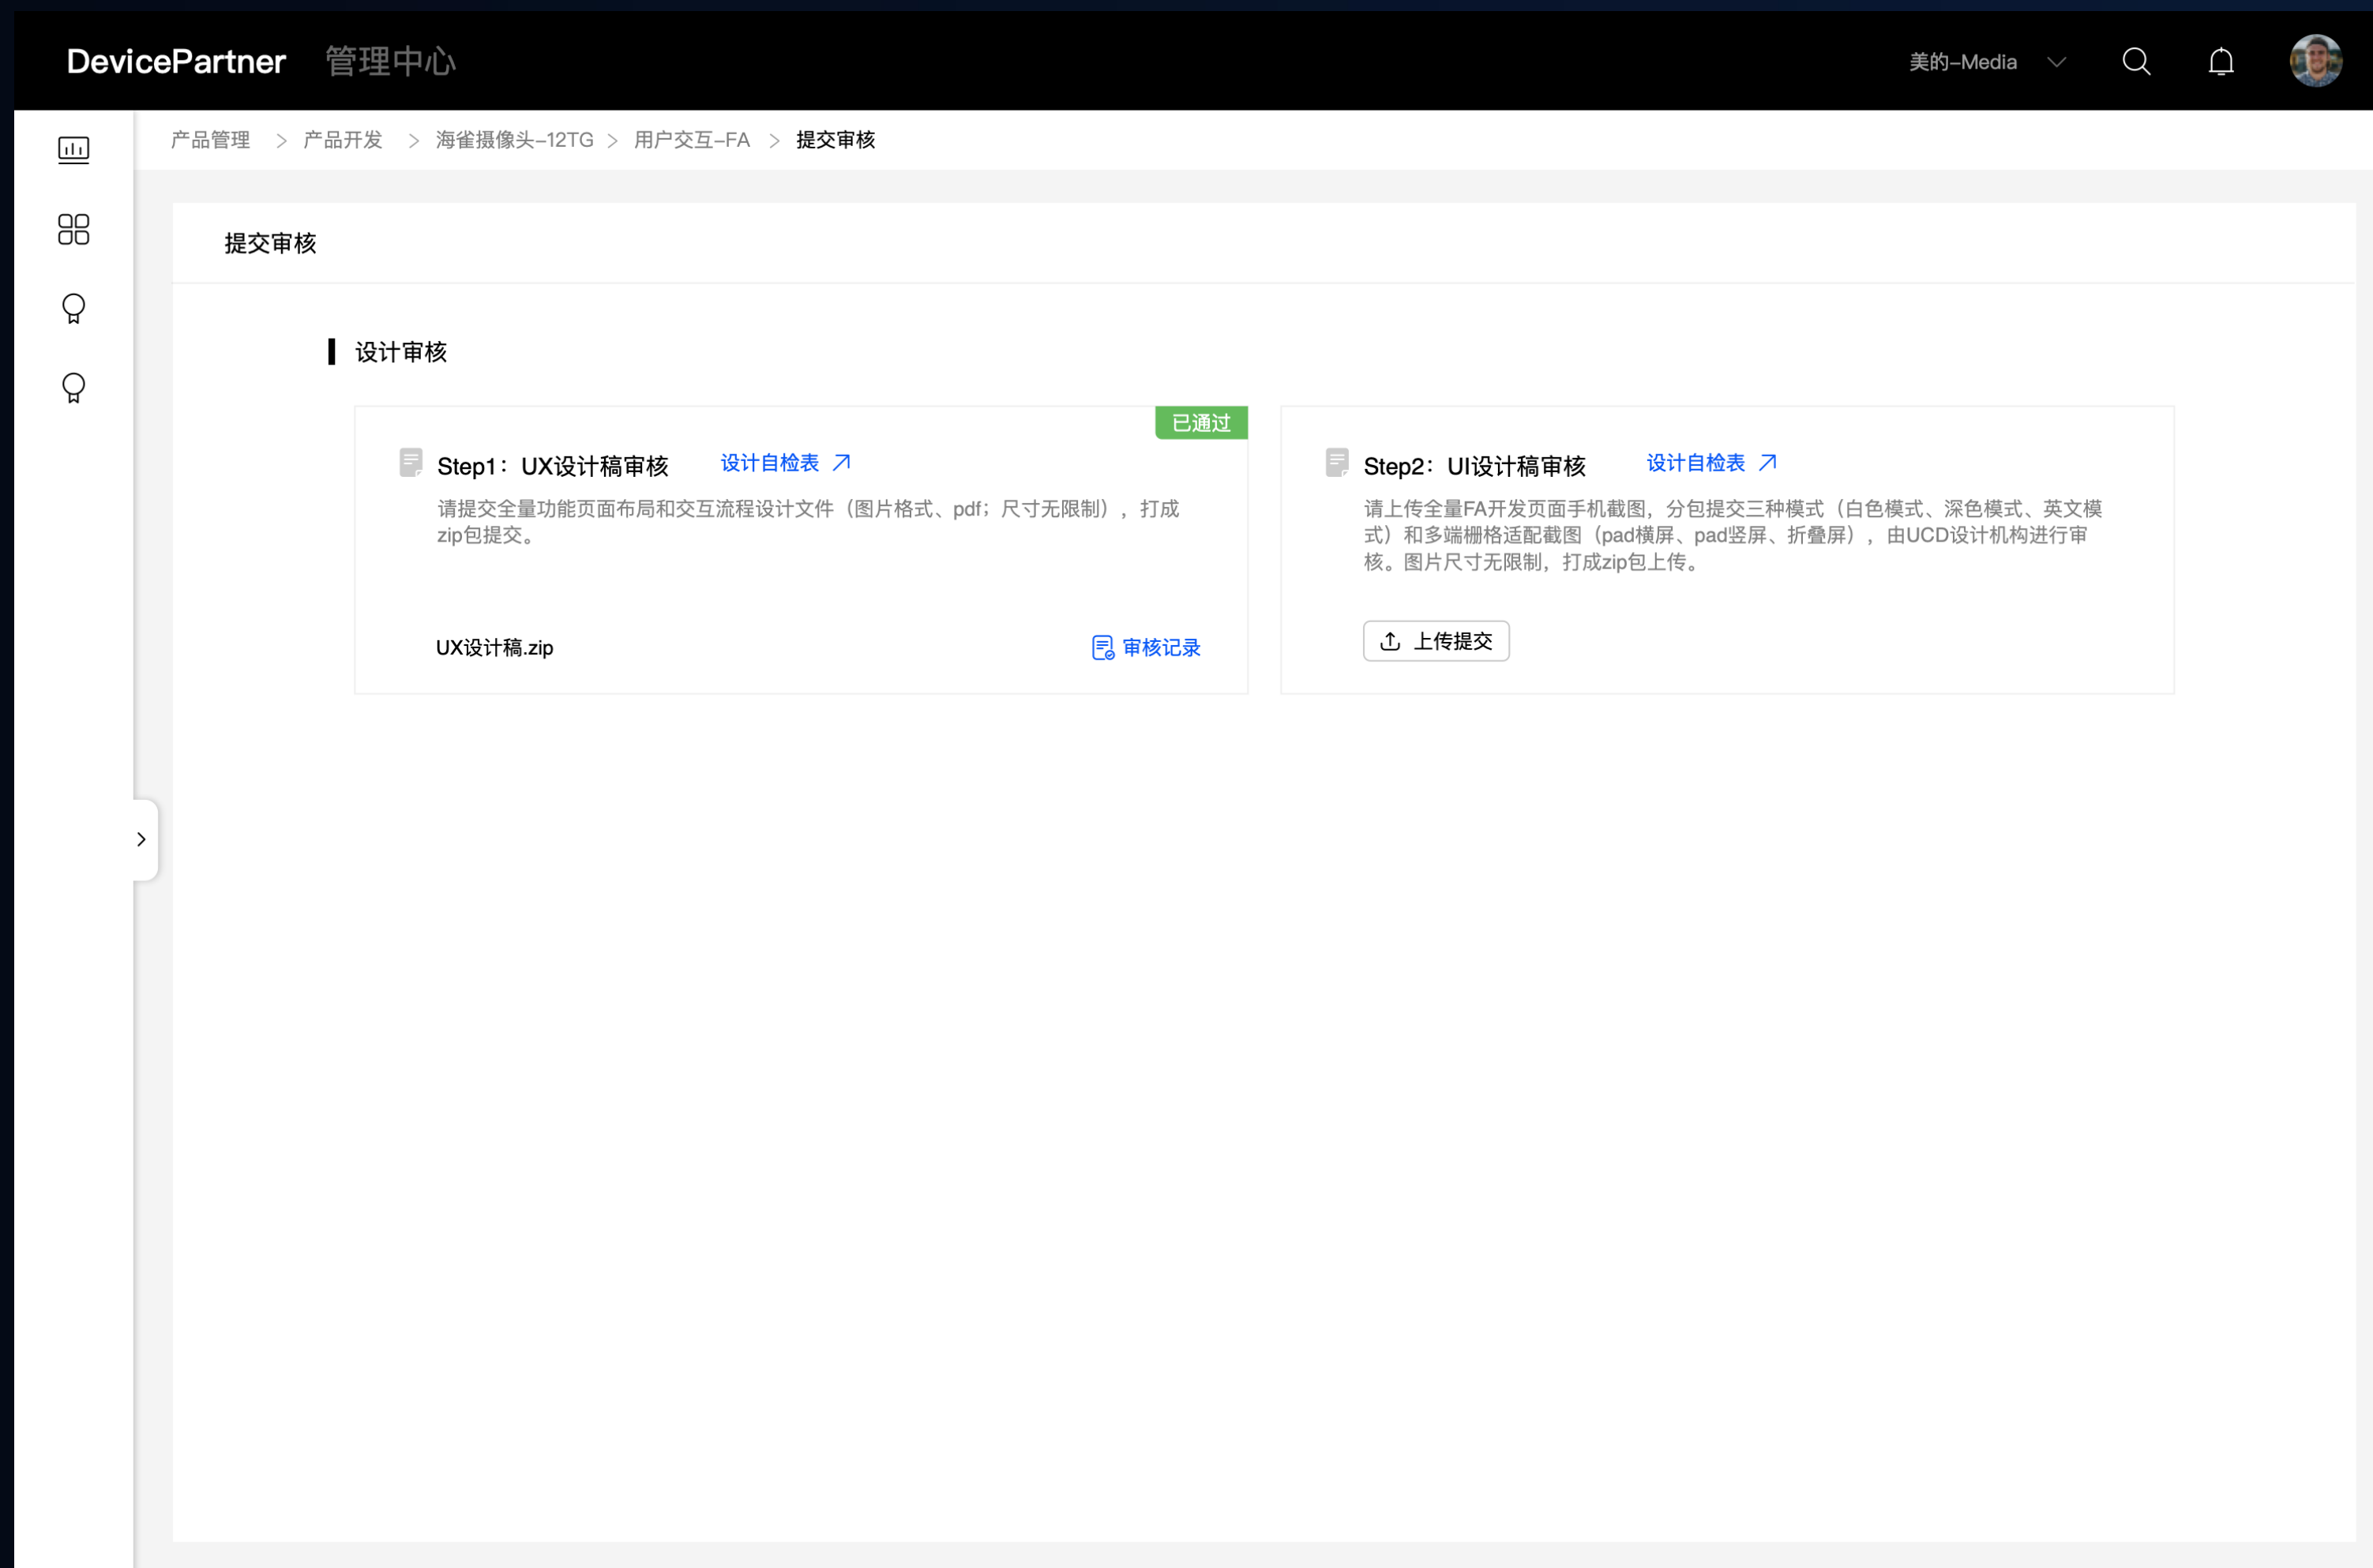 DevicePartner 管理中心 美的-Media
产品管理 > 产品开发 > 海雀摄像头-12TG > 用户交互-FA > 提交审核
提交审核
设计审核
已通过
Step1：UX设计稿审核 设计自检表
请提交全量功能页面布局和交互流程设计文件（图片格式、pdf；尺寸无限制），打成
zip包提交。
UX设计稿.zip
审核记录
Step2：UI设计稿审核 设计自检表
请上传全量FA开发页面手机截图，分包提交三种模式（白色模式、深色模式、英文模
式）和多端栅格适配截图（pad横屏、pad竖屏、折叠屏），由UCD设计机构进行审
核。图片尺寸无限制，打成zip包上传。
上传提交